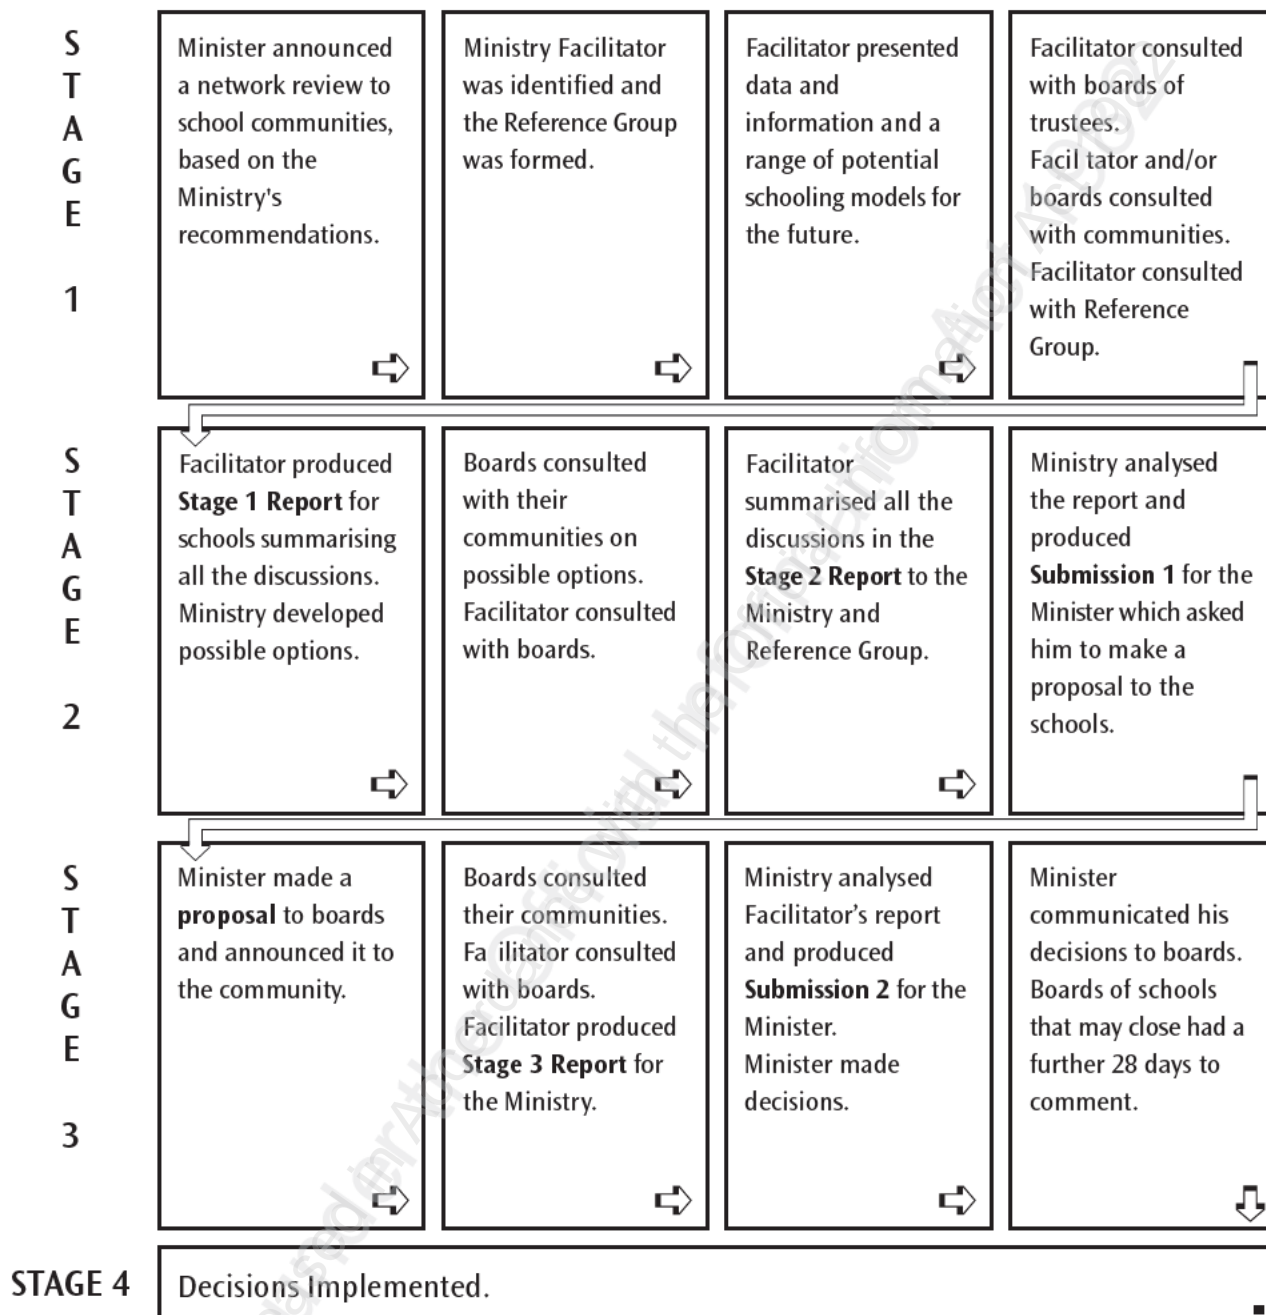 STAGE 1
Minister announced
a network review to
school communities,
based on the
Ministry's
recommendations.
Ministry Facilitator
was identified and
the Reference Group
was formed.
Facilitator presented
data and
information and a
range of potential
schooling models for
the future.
Facilitator consulted
with boards of
trustees.
Facil tator and/or
boards consulted
with communities.
Facilitator consulted
with Reference
Group.
STAGE 2
Facilitator produced
Stage 1 Report for
schools summarising
all the discussions.
Ministry developed
possible options.
Boards consulted
with their
communities on
possible options.
Facilitator consulted
with boards.
Facilitator
summarised all the
discussions in the
Stage 2 Report to the
Ministry and
Reference Group.
Ministry analysed
the report and
produced
Submission 1 for the
Minister which asked
him to make a
proposal to the
schools.
STAGE 3
Minister made a
proposal to boards
and announced it to
the community.
Boards consulted
their communities.
Fa ilitator consulted
with boards.
Facilitator produced
Stage 3 Report for
the Ministry.
Ministry analysed
Facilitator's report
and produced
Submission 2 for the
Minister.
Minister made
decisions.
Minister
communicated his
decisions to boards.
Boards of schools
that may close had a
further 28 days to
comment.
STAGE 4
Decisions Implemented.